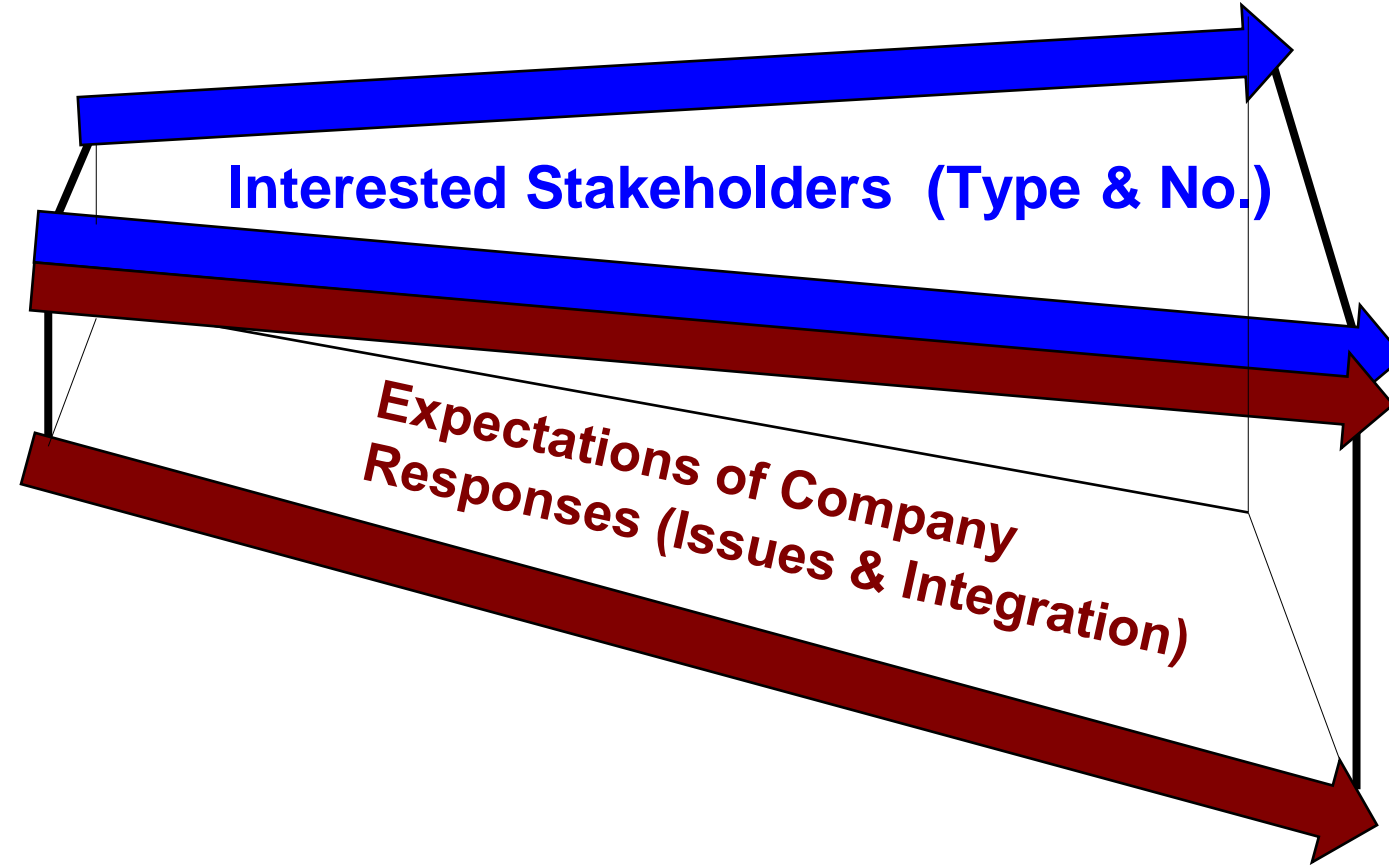 Interested Stakeholders (Type & No.)
Expectations of Company
Responses (Issues & Integration)